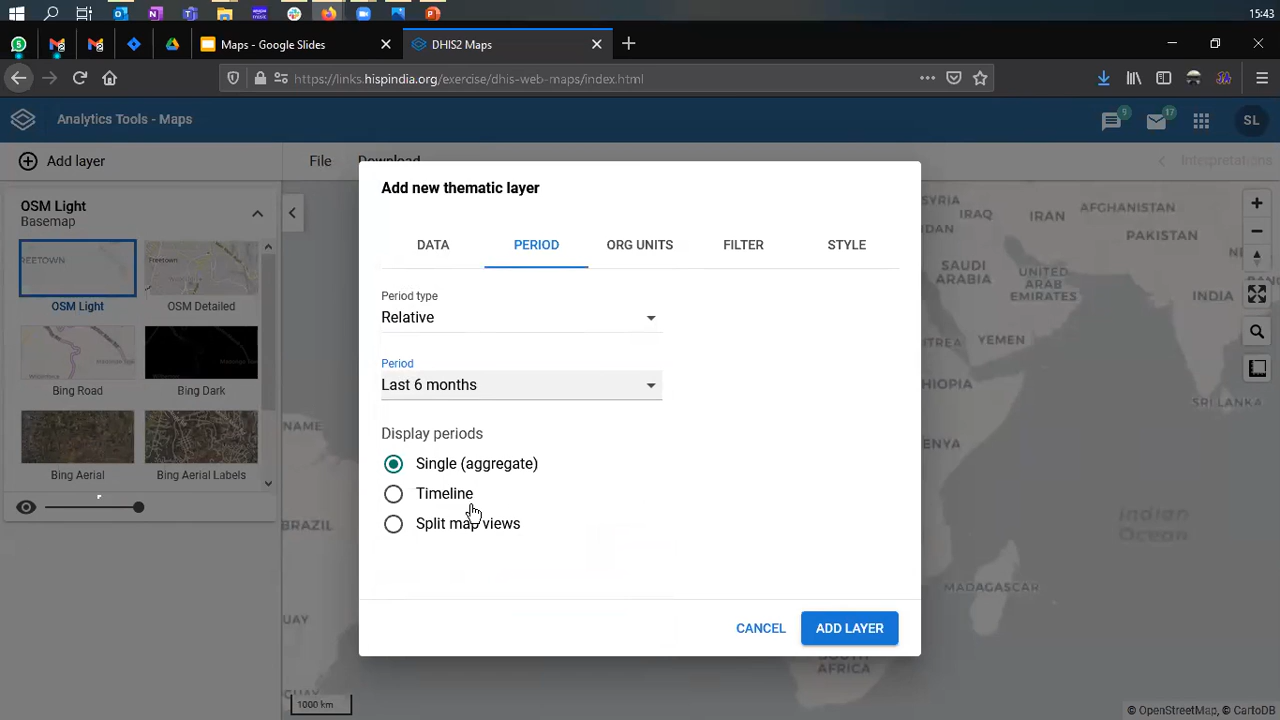 15:43
Maps - Google Slides
DHIS2 Maps
https://links.hispindia.org/exercise/dhis-web-maps/index.html
Analytics Tools - Maps
9
17
SL
Add layer
File
Download
Interpretations
Add new thematic layer
DATA
PERIOD
ORG UNITS
FILTER
STYLE
Period type
Relative
Period
Last 6 months
Display periods
Single (aggregate)
Timeline
Split map views
CANCEL
ADD LAYER
OSM Light
Basemap
OSM Light
OSM Detailed
Bing Road
Bing Dark
Bing Aerial
Bing Aerial Labels
SYRIA
IRAQ
IRAN
AFGHANISTAN
PAKISTAN
SAUDI
ARABIA
UNITED
ARAB
EMIRATES
INDIA
YEMEN
SRI LANKA
Indian
Ocean
MADAGASCAR
SOUTH
AFRICA
BRAZIL
1000 km
© OpenStreetMap, © CartoDB